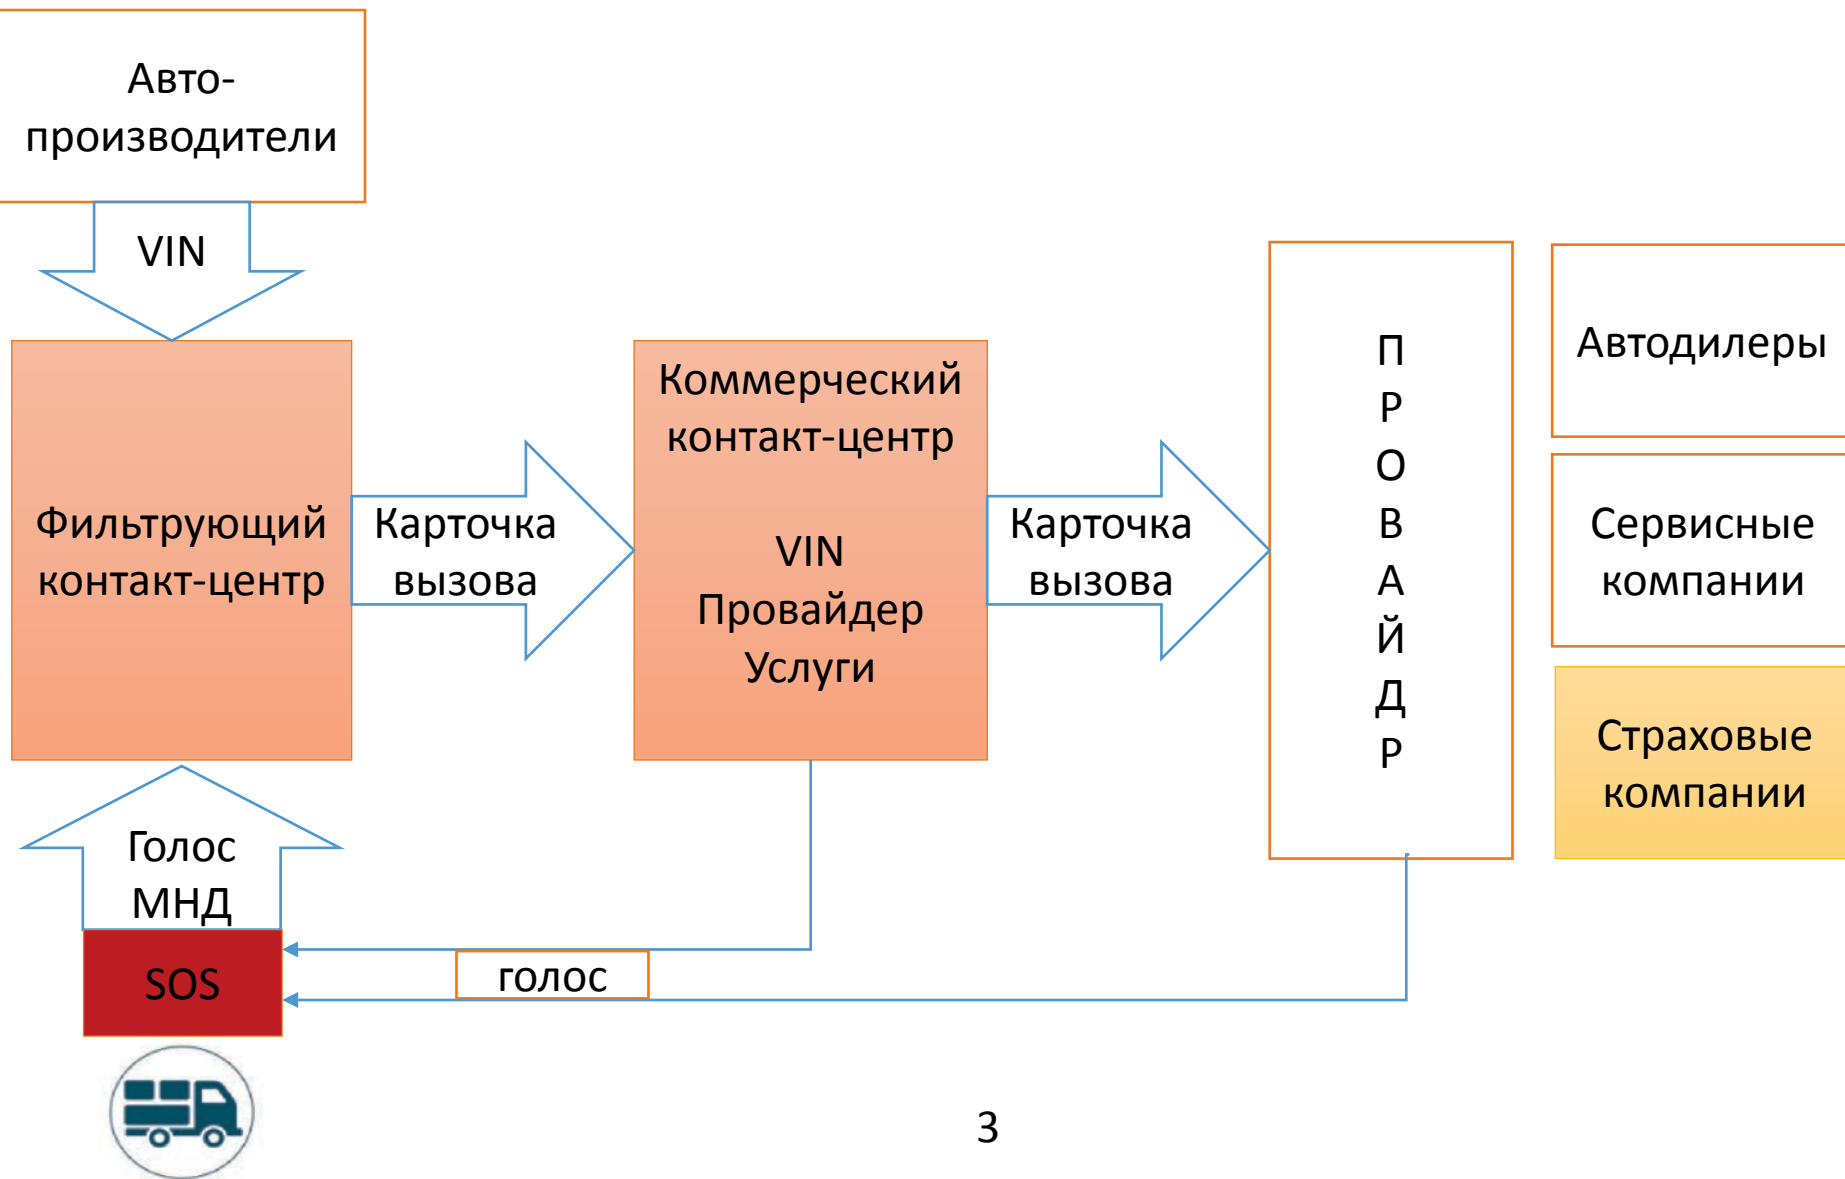 Авто-
производители
VIN
Фильтрующий
контакт-центр
Карточка
вызова
Коммерческий
контакт-центр
VIN
Провайдер
Услуги
Карточка
вызова
П
Р
О
В
А
Й
Д
Р
Автодилеры
Сервисные
компании
Страховые
компании
Голос
МНД
SOS
голос
3